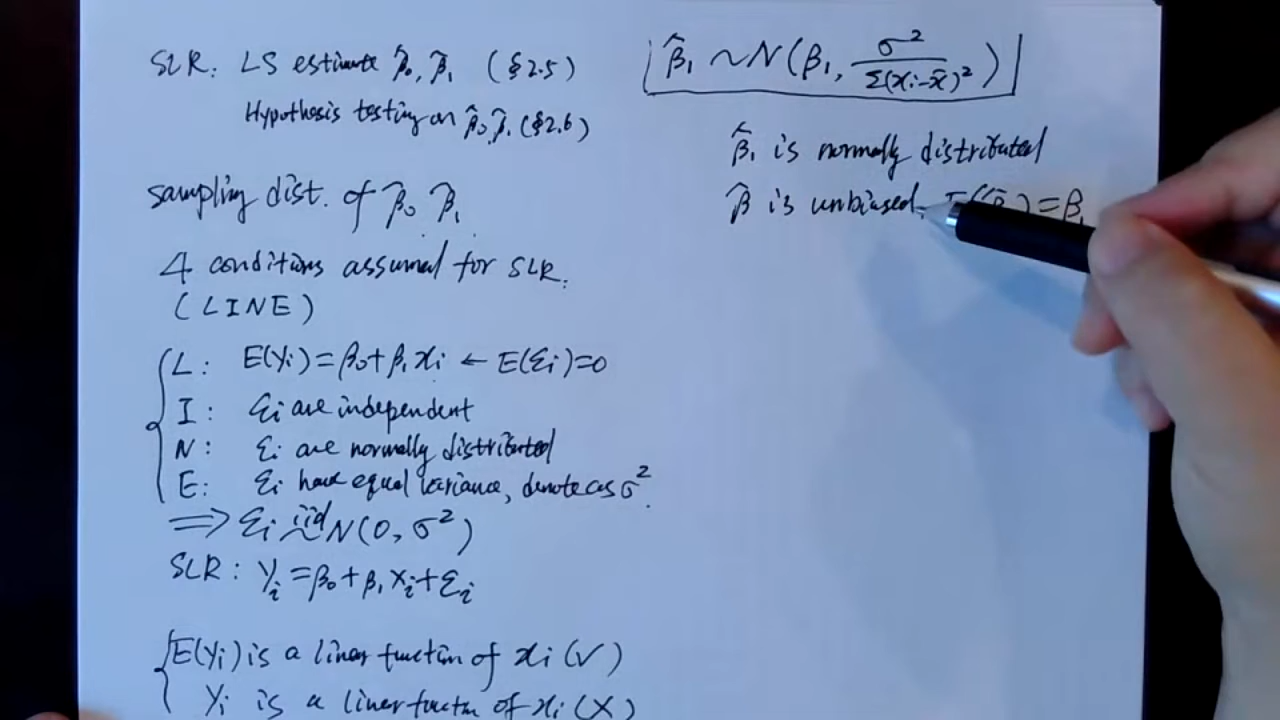 SLR: LS estimate β̂₀, β̂₁ (§2.5)
Hypothesis testing on β̂₀, β̂₁ (§2.6)
sampling dist. of β̂₀ β̂₁
4 conditions assumed for SLR.
(LINE)
L: E(Yi)=β₀+β₁xi ← E(εi)=0
I: εi are independent
N: εi are normally distributed
E: εi have equal variance, denote as σ².
⇒ εi iid~ N(0, σ²)
SLR: Yi=β₀+β₁xi+εi
E(Yi) is a linear function of xi (√)
Yi is a linear functn of xi (X)
β̂₁ ~ N(β₁, σ²/Σ(xi-x̄)²)
β̂₁ is normally distributed
β̂ is unbiased. )=β₁